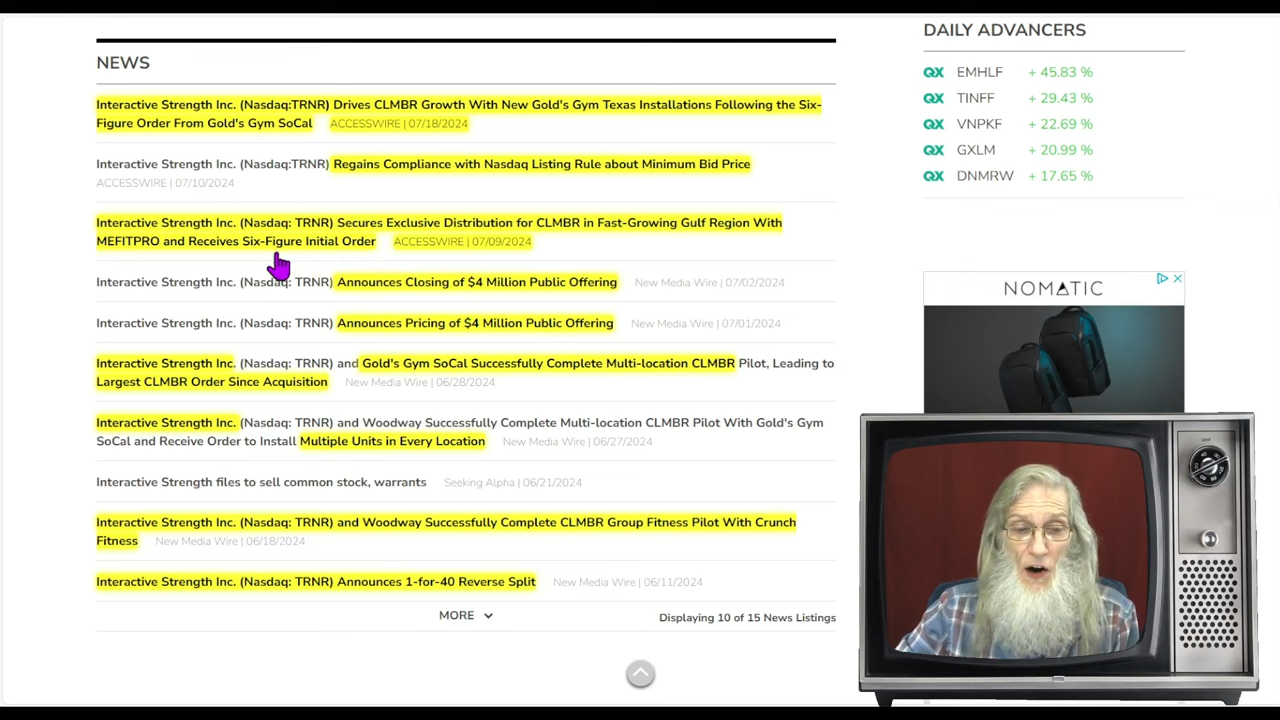 NEWS
Interactive Strength Inc. (Nasdaq:TRNR) Drives CLMBR Growth With New Gold's Gym Texas Installations Following the Six-
Figure Order From Gold's Gym SoCal ACCESSWIRE | 07/18/2024
Interactive Strength Inc. (Nasdaq:TRNR) Regains Compliance with Nasdaq Listing Rule about Minimum Bid Price
ACCESSWIRE | 07/10/2024
Interactive Strength Inc. (Nasdaq: TRNR) Secures Exclusive Distribution for CLMBR in Fast-Growing Gulf Region With
MEFITPRO and Receives Six-Figure Initial Order ACCESSWIRE | 07/09/2024
Interactive Strength Inc. (Nasdaq: TRNR) Announces Closing of $4 Million Public Offering New Media Wire | 07/02/2024
Interactive Strength Inc. (Nasdaq: TRNR) Announces Pricing of $4 Million Public Offering New Media Wire | 07/01/2024
Interactive Strength Inc. (Nasdaq: TRNR) and Gold's Gym SoCal Successfully Complete Multi-location CLMBR Pilot, Leading to
Largest CLMBR Order Since Acquisition New Media Wire | 06/28/2024
Interactive Strength Inc. (Nasdaq: TRNR) and Woodway Successfully Complete Multi-location CLMBR Pilot With Gold's Gym
SoCal and Receive Order to Install Multiple Units in Every Location New Media Wire | 06/27/2024
Interactive Strength files to sell common stock, warrants Seeking Alpha | 06/21/2024
Interactive Strength Inc. (Nasdaq: TRNR) and Woodway Successfully Complete CLMBR Group Fitness Pilot With Crunch
Fitness New Media Wire | 06/18/2024
Interactive Strength Inc. (Nasdaq: TRNR) Announces 1-for-40 Reverse Split New Media Wire | 06/11/2024
MORE
Displaying 10 of 15 News Listings
DAILY ADVANCERS
QX EMHLF + 45.83 %
QX TINFF + 29.43 %
QX VNPKF + 22.69 %
QX GXLM + 20.99 %
QX DNMRW + 17.65 %
NOMATIC